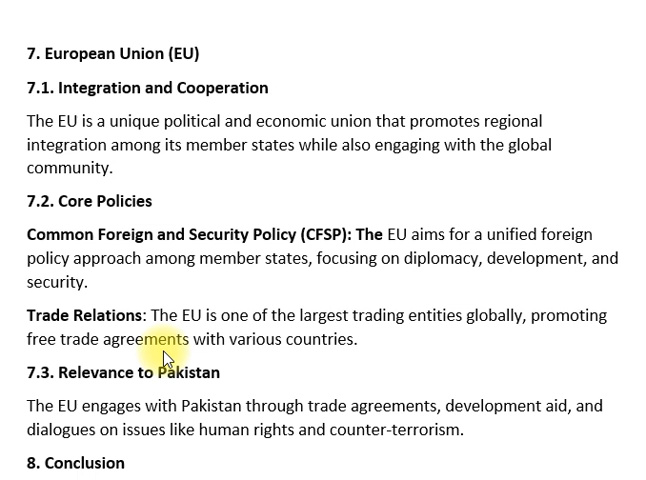 7. European Union (EU)
7.1. Integration and Cooperation
The EU is a unique political and economic union that promotes regional
integration among its member states while also engaging with the global
community.
7.2. Core Policies
Common Foreign and Security Policy (CFSP): The EU aims for a unified foreign
policy approach among member states, focusing on diplomacy, development, and
security.
Trade Relations: The EU is one of the largest trading entities globally, promoting
free trade agreements with various countries.
7.3. Relevance to Pakistan
The EU engages with Pakistan through trade agreements, development aid, and
dialogues on issues like human rights and counter-terrorism.
8. Conclusion